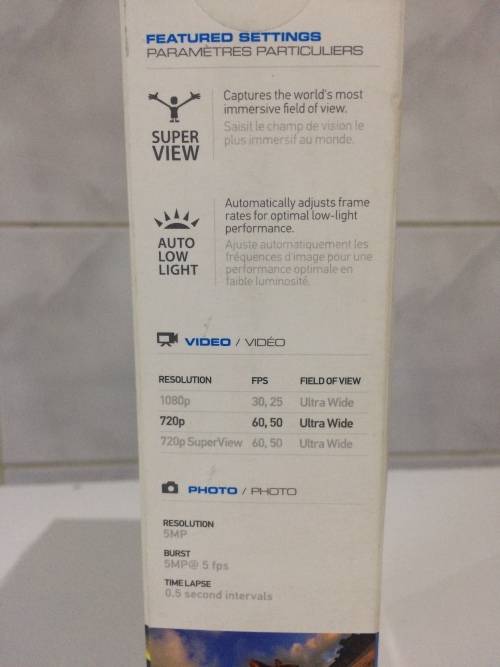 FEATURED SETTINGS
PARAMÈTRES PARTICULIERS
SUPER
VIEW
Captures the world's most
immersive field of view.
Saisit le champ de vision le
plus immersif au monde.
AUTO
LOW
LIGHT
Automatically adjusts frame
rates for optimal low-light
performance.
Ajuste automatiquement les
fréquences d'image pour une
performance optimale en
faible luminosité.
VIDEO / VIDÉO
RESOLUTION FPS FIELD OF VIEW
1080p 30, 25 Ultra Wide
720p 60, 50 Ultra Wide
720p SuperView 60, 50 Ultra Wide
PHOTO / PHOTO
RESOLUTION
5MP
BURST
5MP@ 5 fps
TIME LAPSE
0.5 second intervals